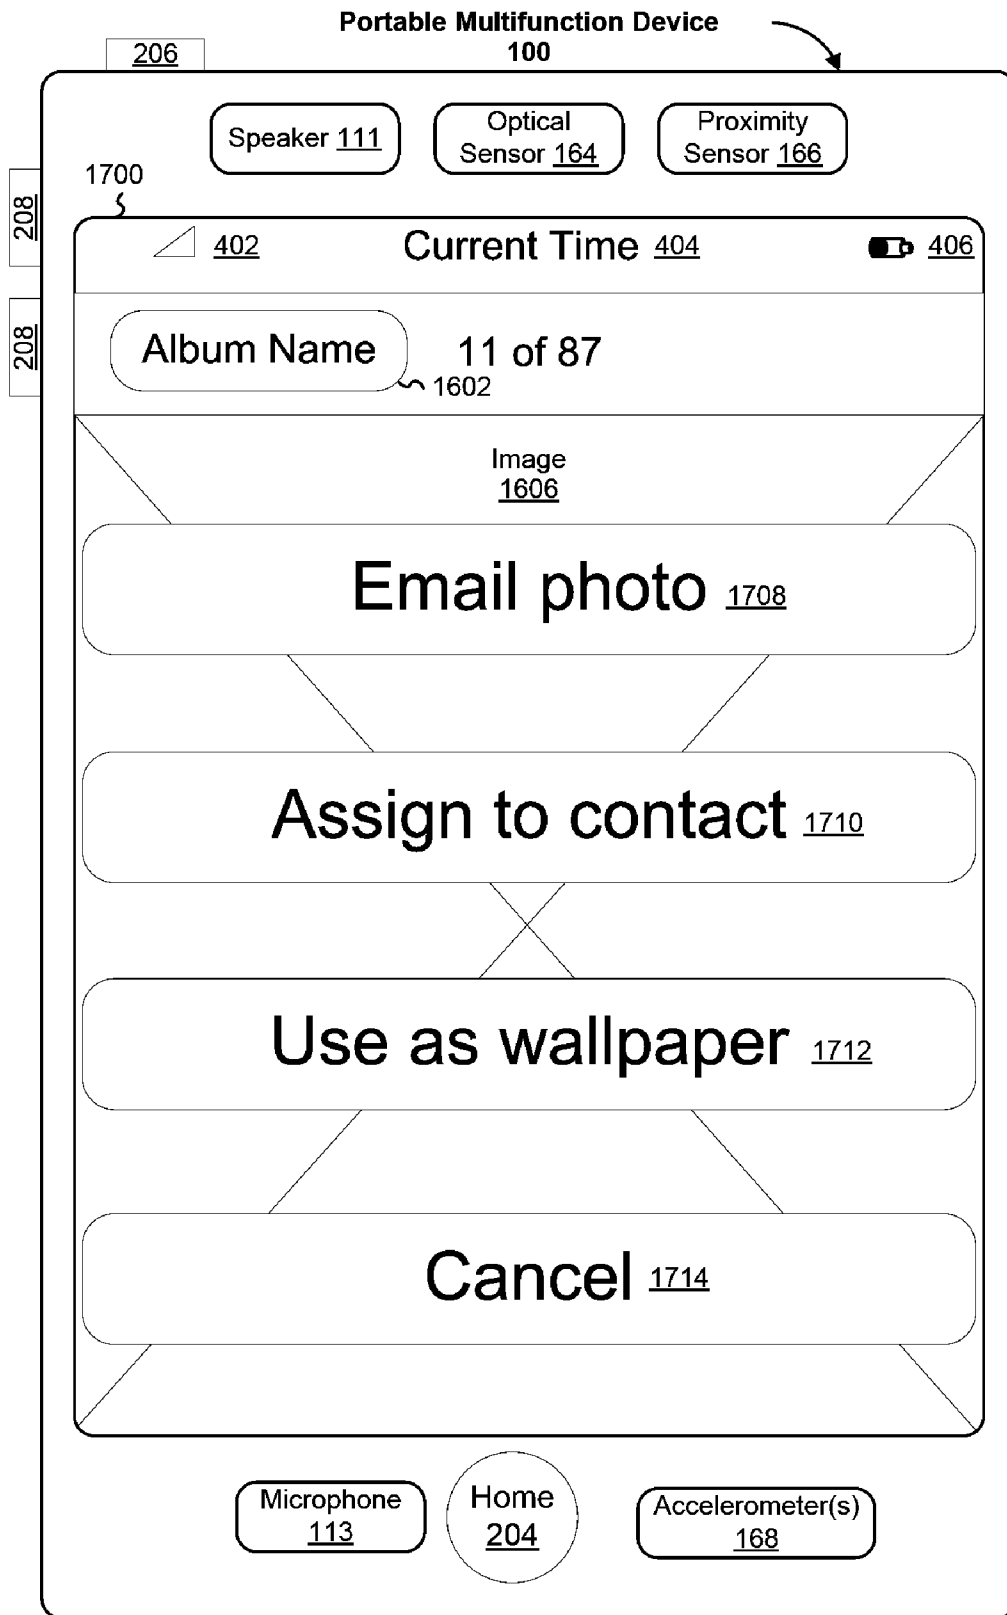 Portable Multifunction Device
100
206
Speaker 111
Optical
Sensor 164
Proximity
Sensor 166
1700
208
208
402
Current Time 404
406
Album Name
11 of 87
1602
Image
1606
Email photo 1708
Assign to contact 1710
Use as wallpaper 1712
Cancel 1714
Microphone
113
Home
204
Accelerometer(s)
168